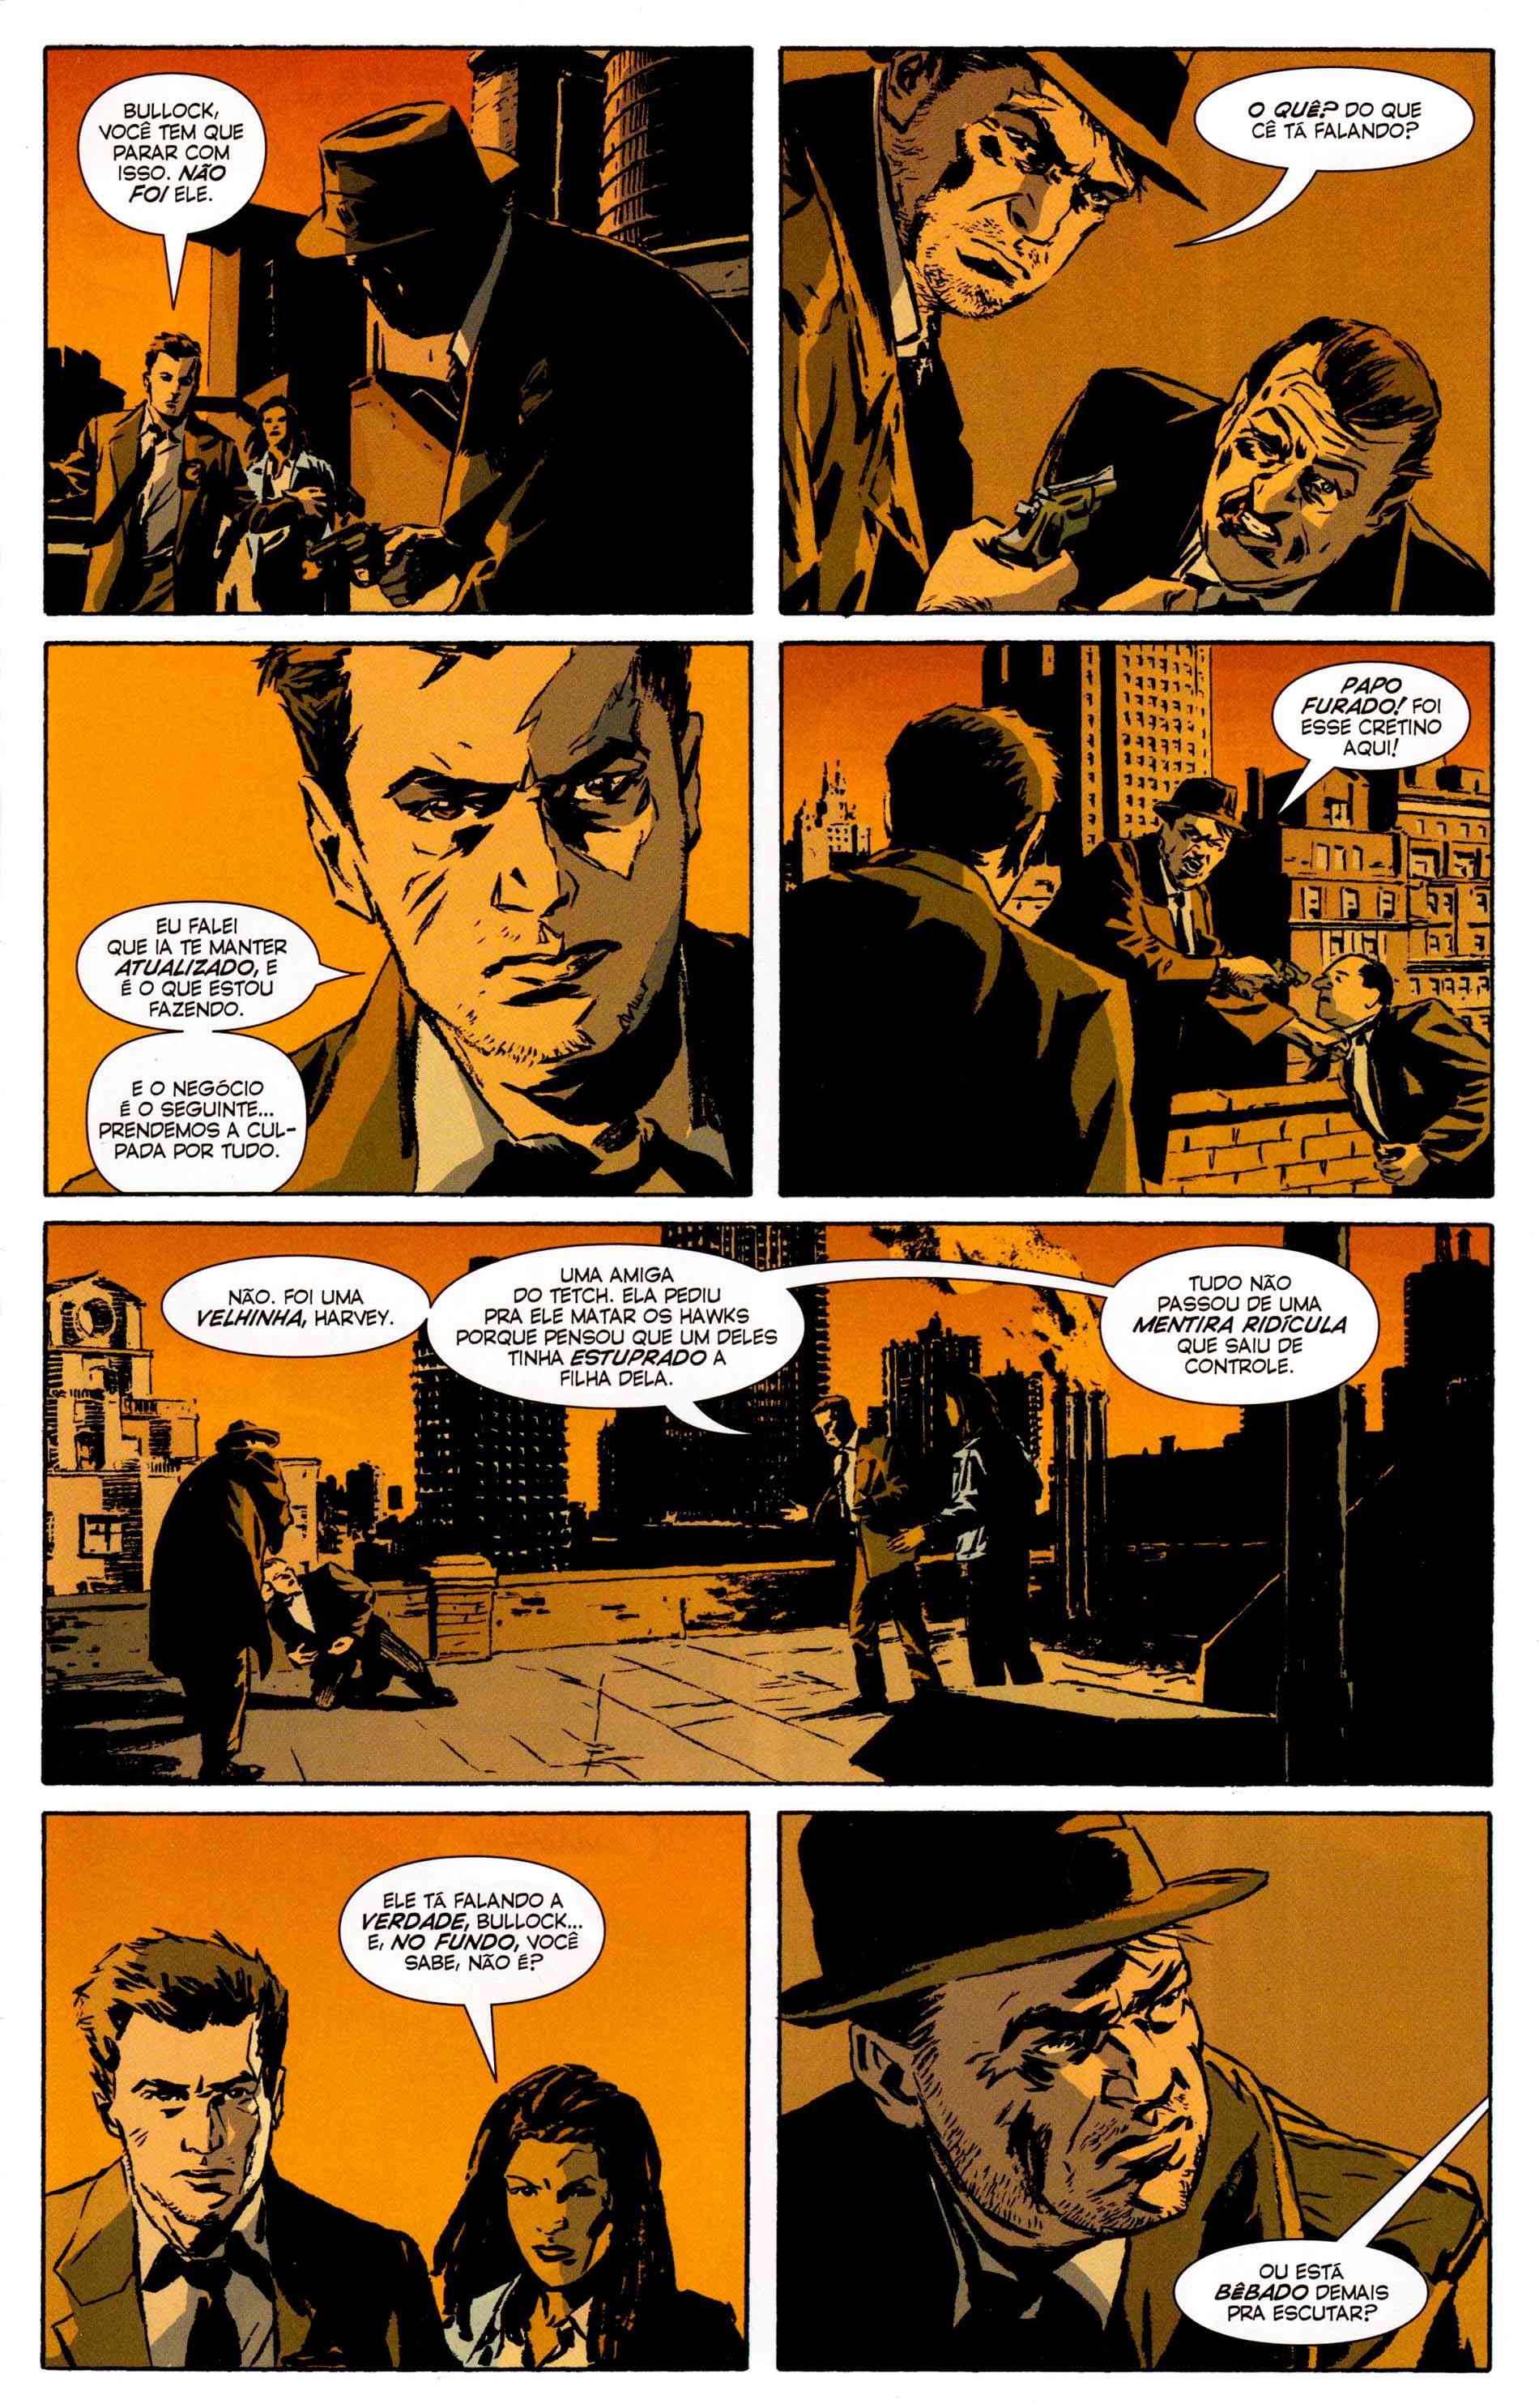 BULLOCK,
VOCÊ TEM QUE
PARAR COM
ISSO. NÃO
FOI ELE.
O QUÊ? DO QUE
CÊ TÁ FALANDO?
EU FALEI
QUE IA TE MANTER
ATUALIZADO, E
É O QUE ESTOU
FAZENDO.
E O NEGÓCIO
É O SEGUINTE...
PRENDEMOS A CUL-
PADA POR TUDO.
PAPO
FURADO! FOI
ESSE CRETINO
AQUI!
NÃO. FOI UMA
VELHINHA, HARVEY.
UMA AMIGA
DO TETCH. ELA PEDIU
PRA ELE MATAR OS HAWKS
PORQUE PENSOU QUE UM DELES
TINHA ESTUPRADO A
FILHA DELA.
TUDO NÃO
PASSOU DE UMA
MENTIRA RIDÍCULA
QUE SAIU DE
CONTROLE.
ELE TÁ FALANDO A
VERDADE, BULLOCK...
E, NO FUNDO, VOCÊ
SABE, NÃO É?
OU ESTÁ
BÊBADO DEMAIS
PRA ESCUTAR?